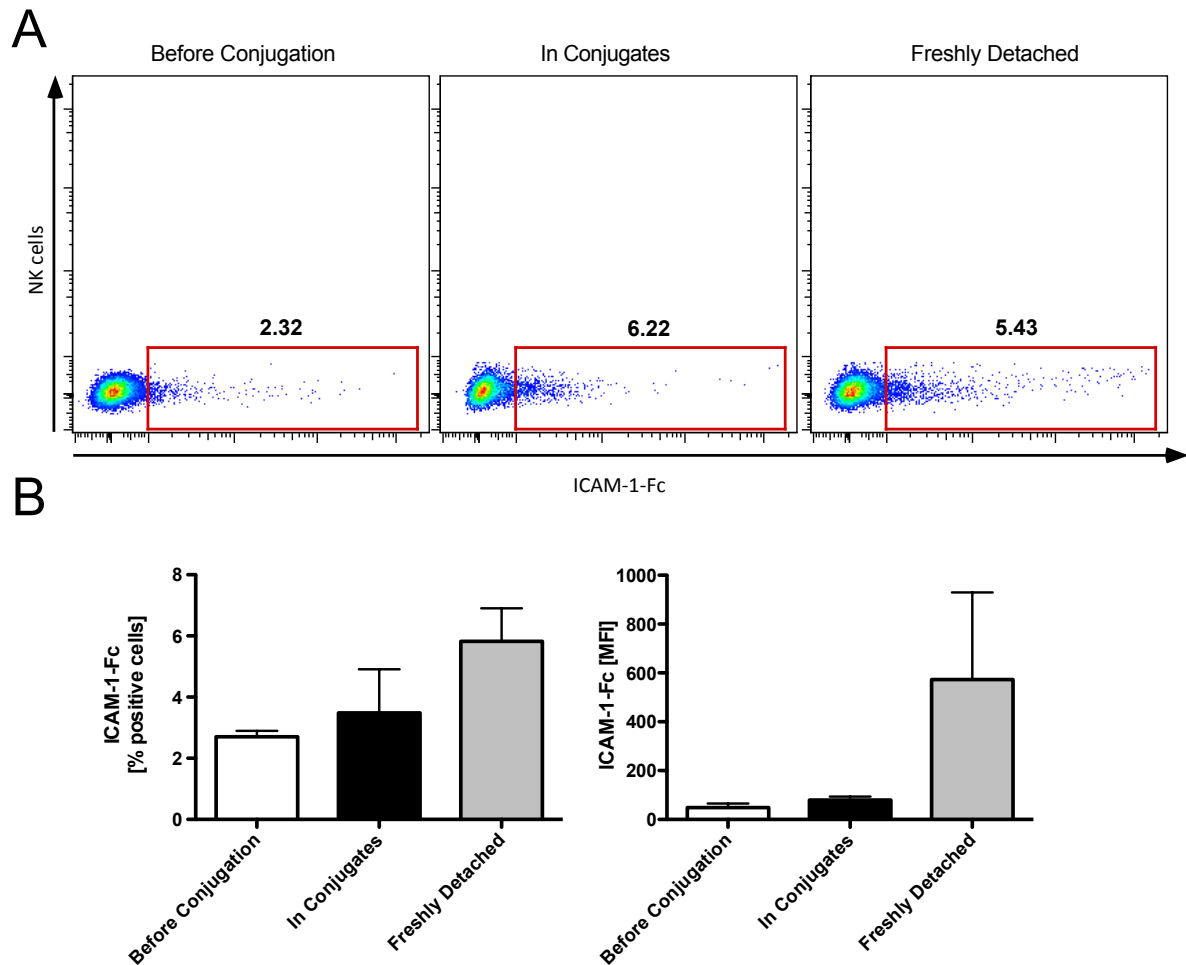 A
Before Conjugation In Conjugates Freshly Detached
NK cells
2.32 6.22 5.43
ICAM-1-Fc
B
ICAM-1-Fc
[% positive cells]
8
6
4
2
0
Before Conjugation
In Conjugates
Freshly Detached
ICAM-1-Fc [MFI]
1000
800
600
400
200
0
Before Conjugation
In Conjugates
Freshly Detached